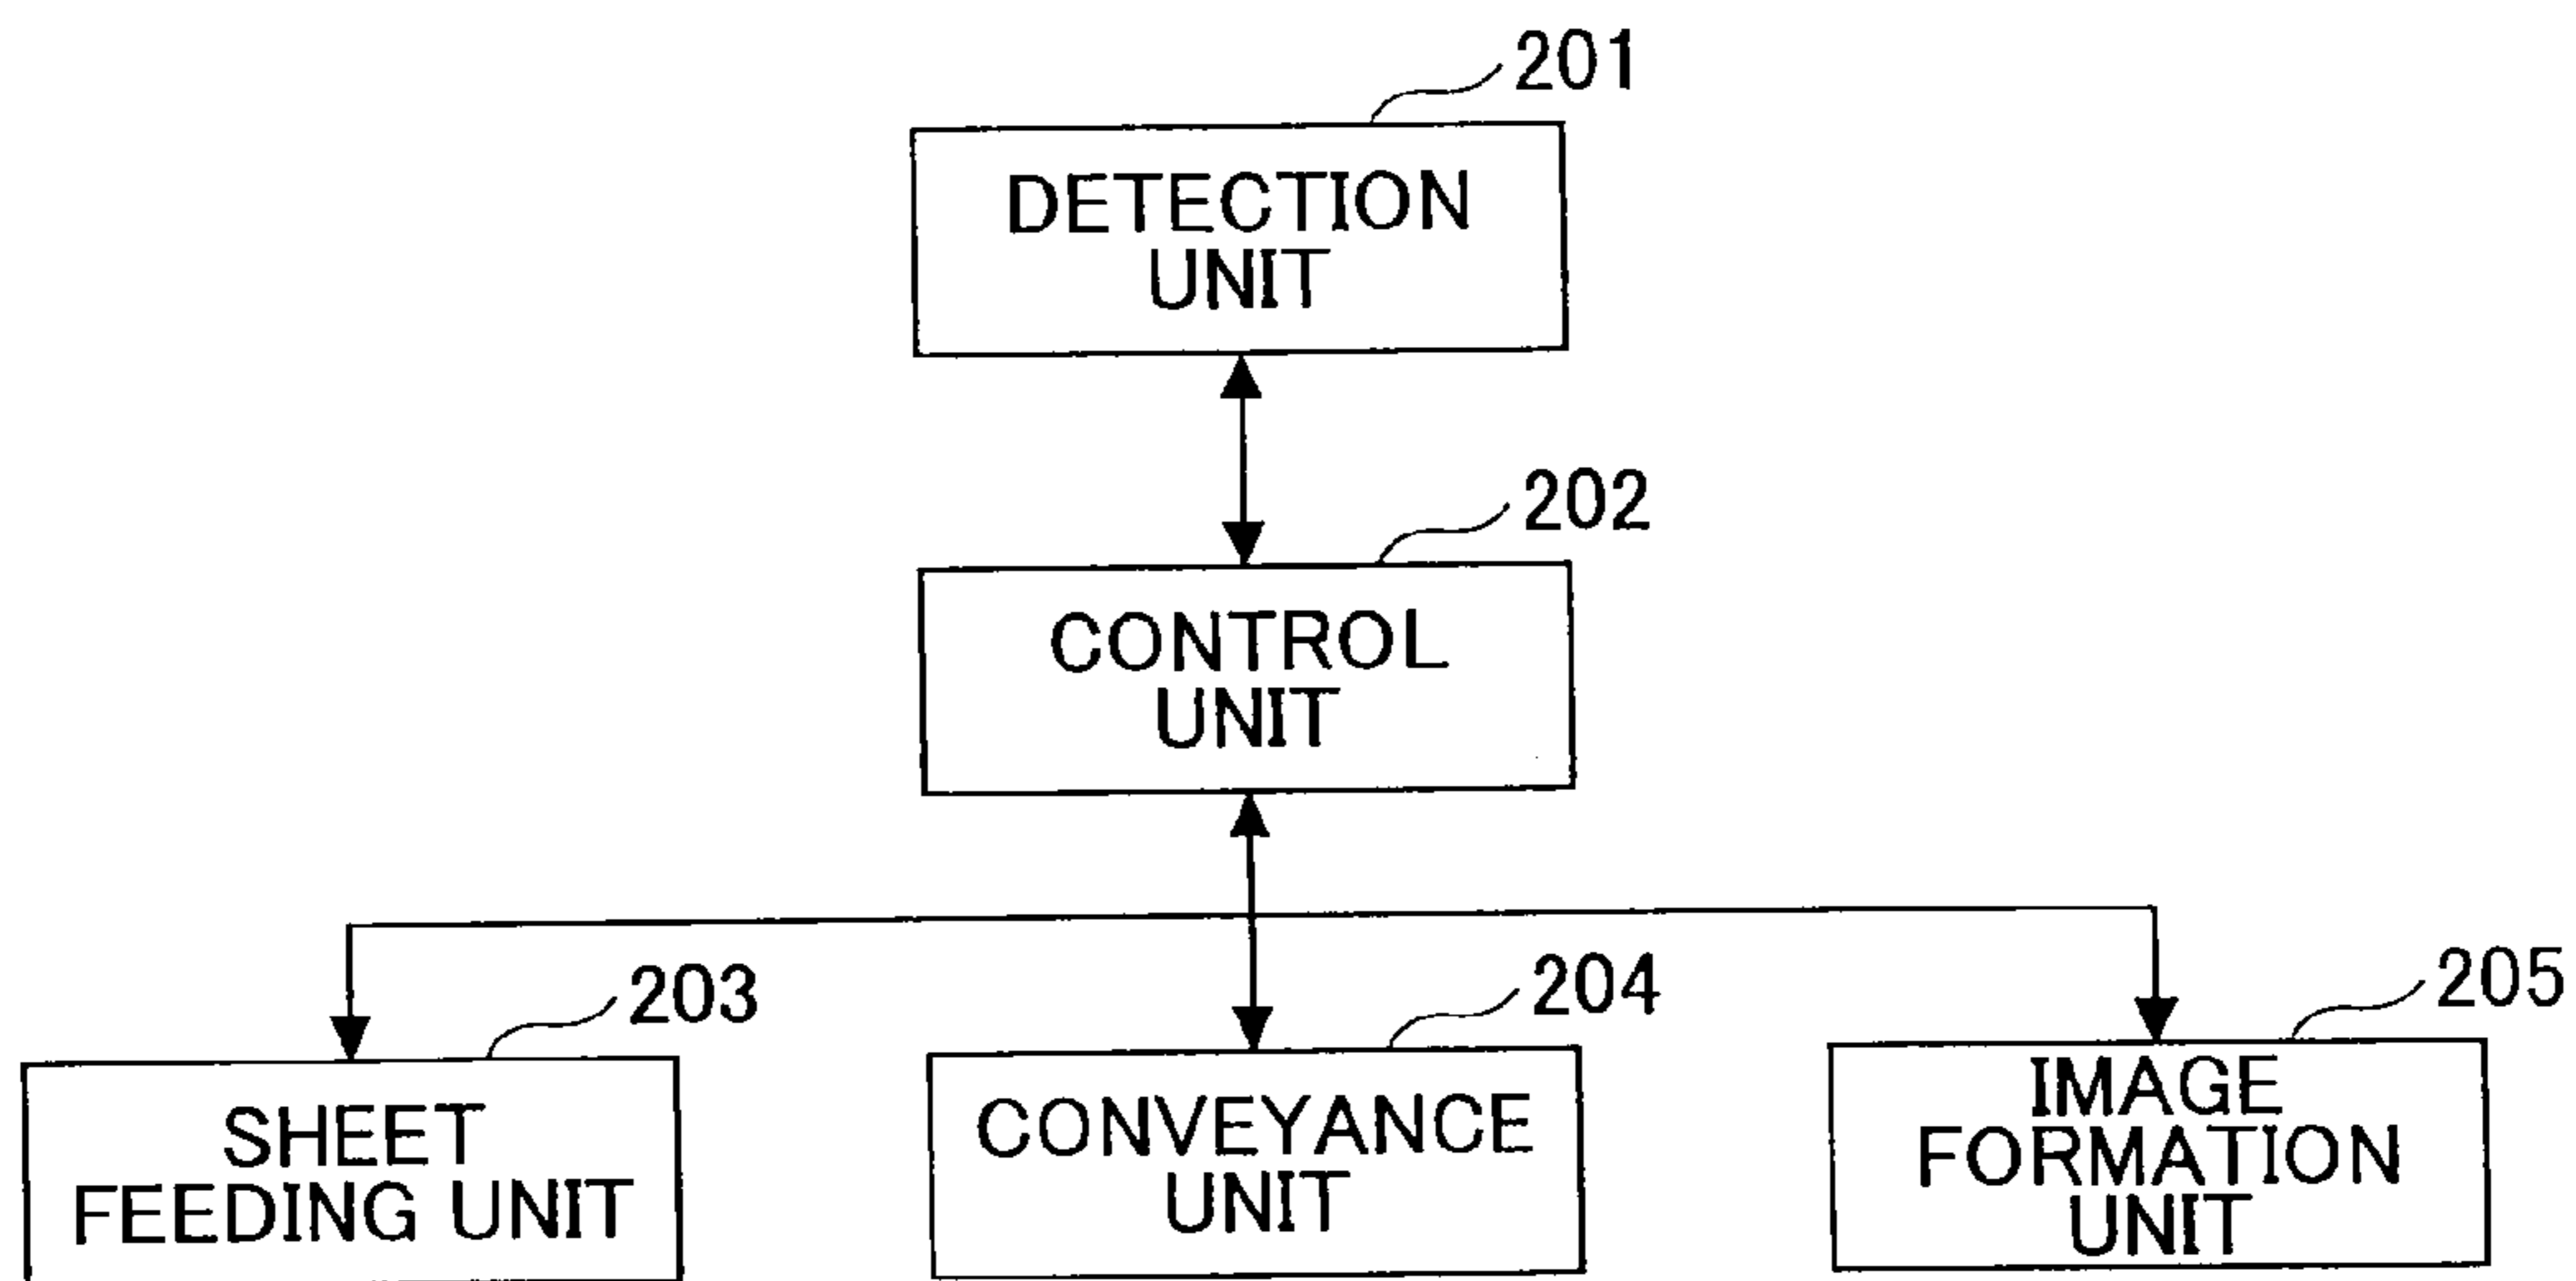 201
DETECTION
UNIT
202
CONTROL
UNIT
203
SHEET
FEEDING UNIT
204
CONVEYANCE
UNIT
205
IMAGE
FORMATION
UNIT